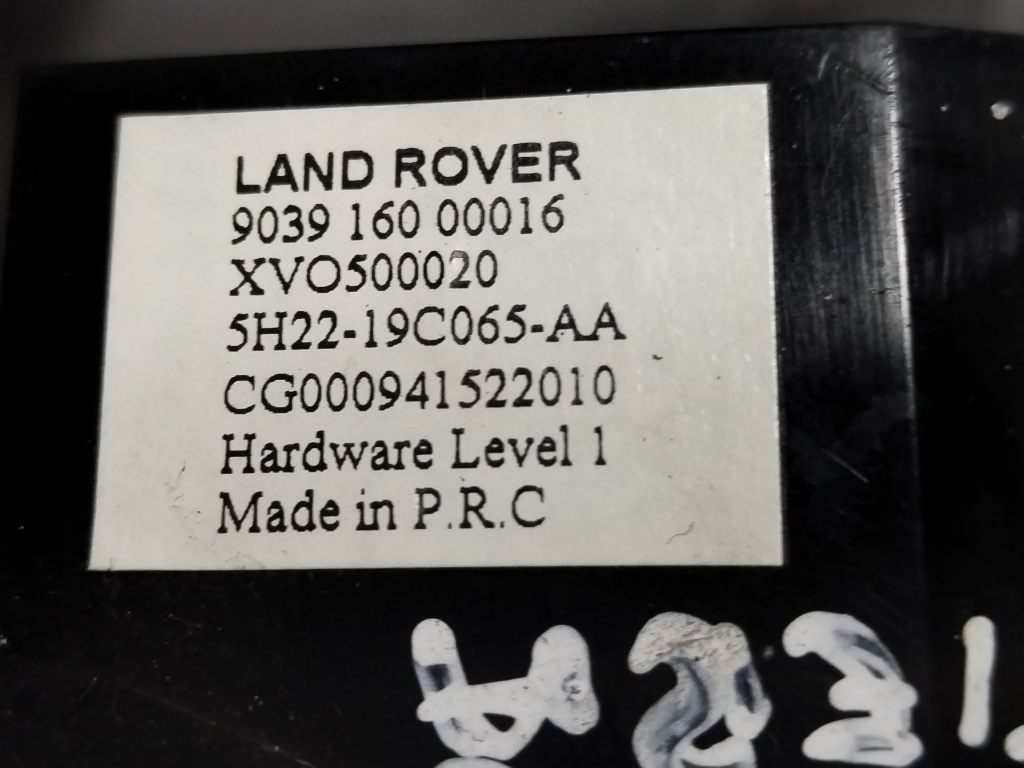 LAND ROVER
9039 160 00016
XVO500020
5H22-19C065-AA
CG000941522010
Hardware Level 1
Made in P.R.C